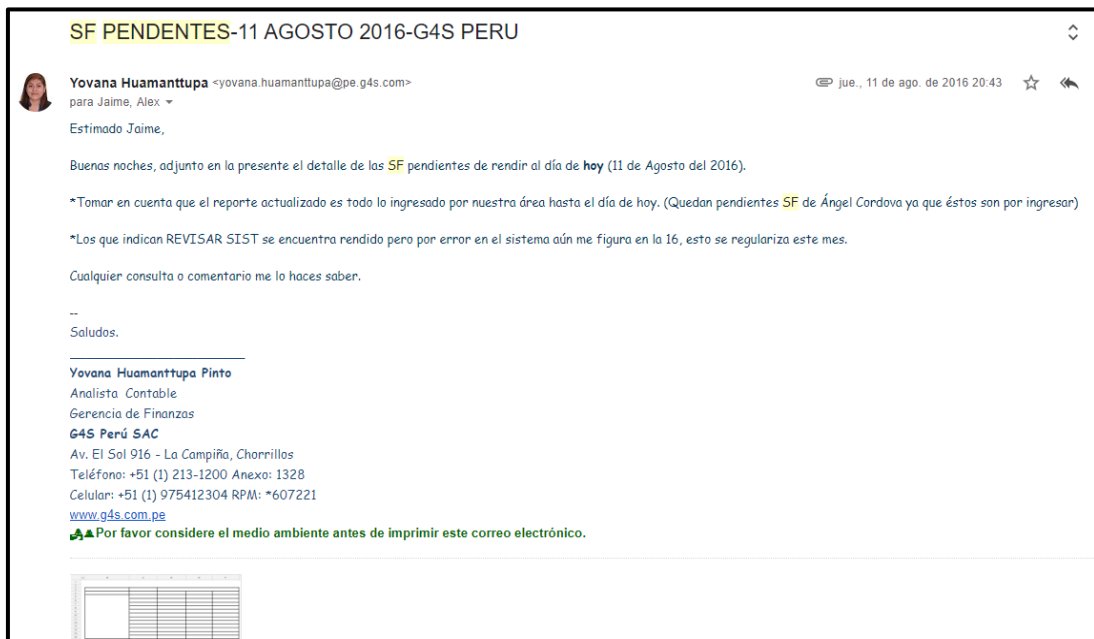 SF PENDENTES-11 AGOSTO 2016-G4S PERU
Yovana Huamanttupa <yovana.huamanttupa@pe.g4s.com>
jue., 11 de ago. de 2016 20:43
para Jaime, Alex
Estimado Jaime,
Buenas noches, adjunto en la presente el detalle de las SF pendientes de rendir al día de hoy (11 de Agosto del 2016).
*Tomar en cuenta que el reporte actualizado es todo lo ingresado por nuestra área hasta el día de hoy. (Quedan pendientes SF de Ángel Cordova ya que éstos son por ingresar)
*Los que indican REVISAR SIST se encuentra rendido pero por error en el sistema aún me figura en la 16, esto se regulariza este mes.
Cualquier consulta o comentario me lo haces saber.
--
Saludos.
Yovana Huamanttupa Pinto
Analista Contable
Gerencia de Finanzas
G4S Perú SAC
Av. El Sol 916 - La Campiña, Chorrillos
Teléfono: +51 (1) 213-1200 Anexo: 1328
Celular: +51 (1) 975412304 RPM: *607221
www.g4s.com.pe
Por favor considere el medio ambiente antes de imprimir este correo electrónico.